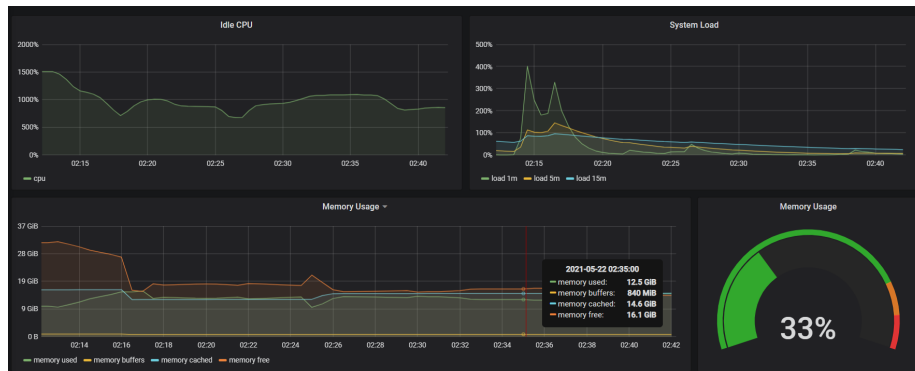 Idle CPU
2000%
1500%
1000%
500%
0%
02:15 02:20 02:25 02:30 02:35 02:40
cpu
System Load
500%
400%
300%
200%
100%
0%
02:15 02:20 02:25 02:30 02:35 02:40
load 1m load 5m load 15m
Memory Usage
37 GiB
28 GiB
19 GiB
9 GiB
0 B
02:14 02:16 02:18 02:20 02:22 02:24 02:26 02:28 02:30 02:32 02:34 02:36 02:38 02:40 02:42
memory used memory buffers memory cached memory free
2021-05-22 02:35:00
memory used: 12.5 GiB
memory buffers: 840 MiB
memory cached: 14.6 GiB
memory free: 16.1 GiB
Memory Usage
33%